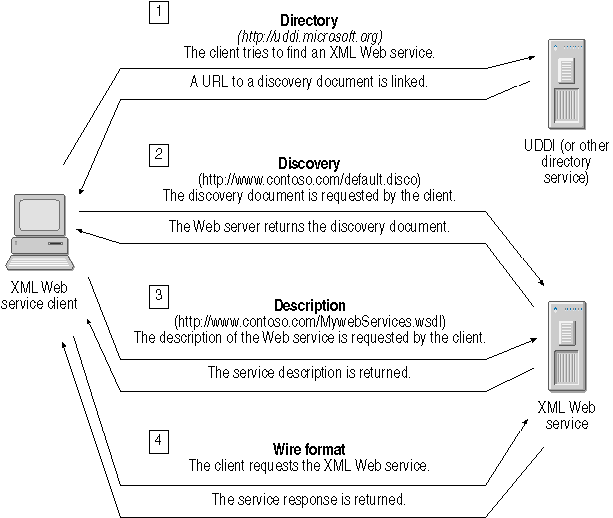 1
Directory
(http://uddi.microsoft.org)
The client tries to find an XML Web service.
A URL to a discovery document is linked.
UDDI (or other
directory
service)
2
Discovery
(http://www.contoso.com/default.disco)
The discovery document is requested by the client.
The Web server returns the discovery document.
XML Web
service client
3
Description
(http://www.contoso.com/MywebServices.wsdl)
The description of the Web service is requested by the client.
The service description is returned.
XML Web
service
4
Wire format
The client requests the XML Web service.
The service response is returned.